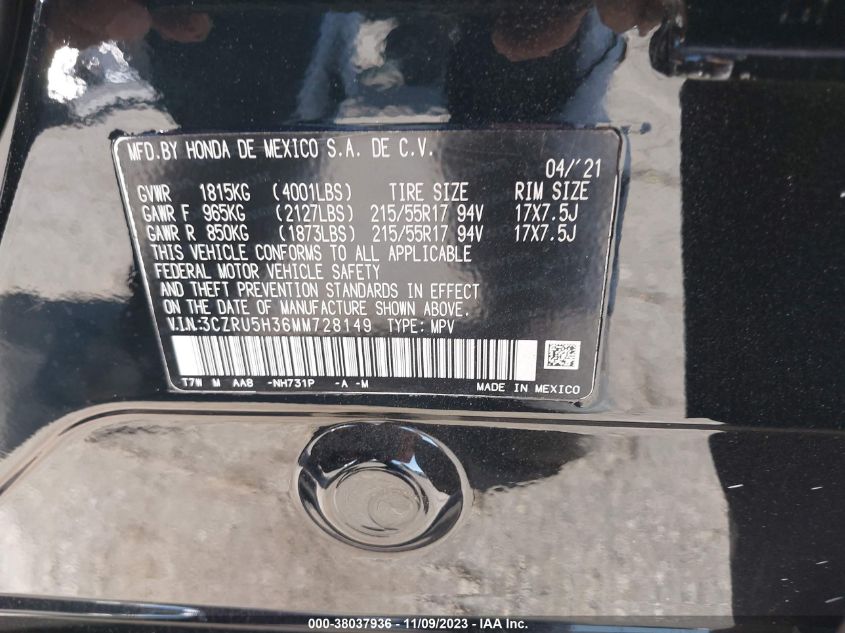 MFD.BY HONDA DE MEXICO S.A. DE C.V.
04/'21
GVWR 1815KG (4001LBS) TIRE SIZE RIM SIZE
GAWR F 965KG (2127LBS) 215/55R17 94V 17X7.5J
GAWR R 850KG (1873LBS) 215/55R17 94V 17X7.5J
THIS VEHICLE CONFORMS TO ALL APPLICABLE
FEDERAL MOTOR VEHICLE SAFETY
AND THEFT PREVENTION STANDARDS IN EFFECT
ON THE DATE OF MANUFACTURE SHOWN ABOVE.
V.I.N.:3CZRU5H36MM728149 TYPE: MPV
T7W M AAB -NH731P -A -M
MADE IN MEXICO
000-38037936 - 11/09/2023 - IAA Inc.